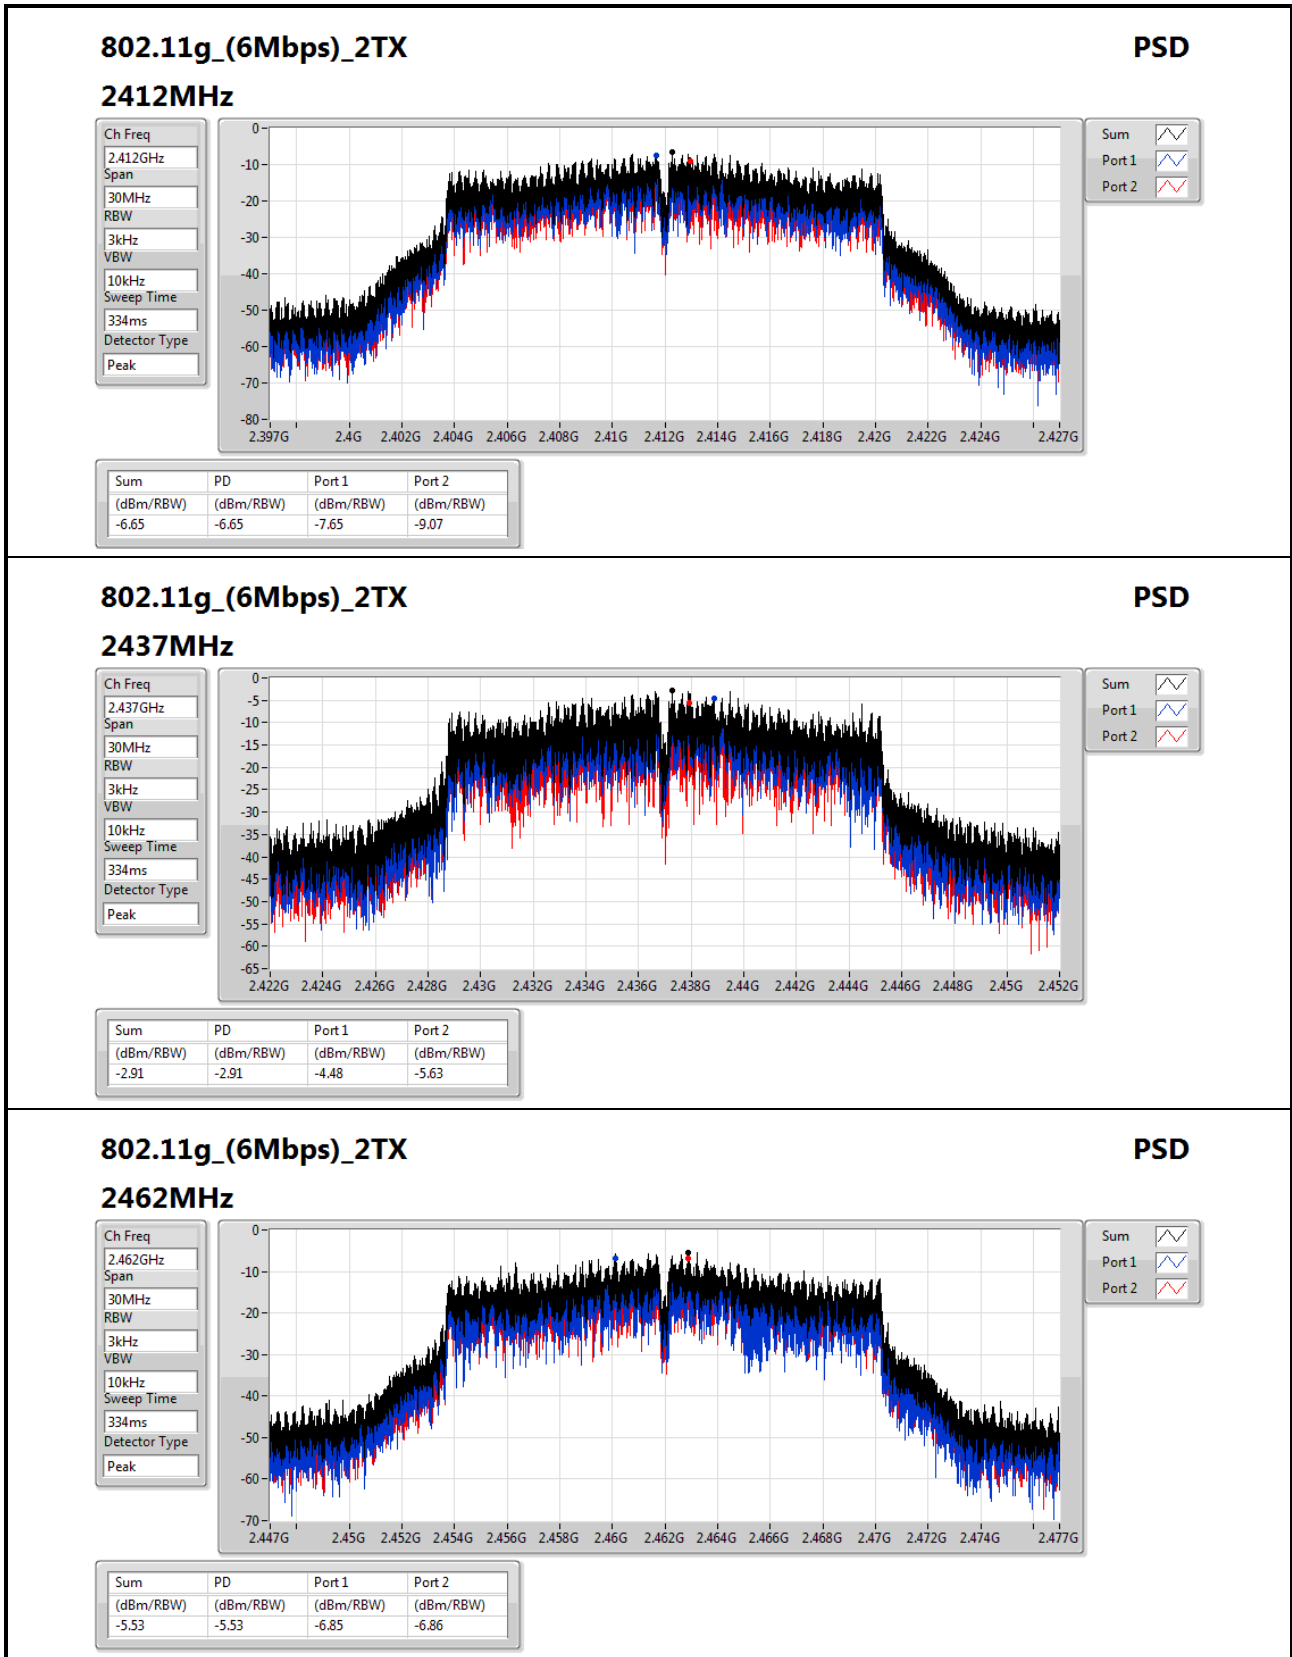 802.11g_(6Mbps)_2TX PSD
2412MHz
Ch Freq
2.412GHz
Span
30MHz
RBW
3kHz
VBW
10kHz
Sweep Time
334ms
Detector Type
Peak
0
-10
-20
-30
-40
-50
-60
-70
-80
2.397G 2.4G 2.402G 2.404G 2.406G 2.408G 2.41G 2.412G 2.414G 2.416G 2.418G 2.42G 2.422G 2.424G 2.427G
Sum
Port 1
Port 2
Sum PD Port 1 Port 2
(dBm/RBW) (dBm/RBW) (dBm/RBW) (dBm/RBW)
-6.65 -6.65 -7.65 -9.07
802.11g_(6Mbps)_2TX PSD
2437MHz
Ch Freq
2.437GHz
Span
30MHz
RBW
3kHz
VBW
10kHz
Sweep Time
334ms
Detector Type
Peak
0
-5
-10
-15
-20
-25
-30
-35
-40
-45
-50
-55
-60
-65
2.422G 2.424G 2.426G 2.428G 2.43G 2.432G 2.434G 2.436G 2.438G 2.44G 2.442G 2.444G 2.446G 2.448G 2.45G 2.452G
Sum
Port 1
Port 2
Sum PD Port 1 Port 2
(dBm/RBW) (dBm/RBW) (dBm/RBW) (dBm/RBW)
-2.91 -2.91 -4.48 -5.63
802.11g_(6Mbps)_2TX PSD
2462MHz
Ch Freq
2.462GHz
Span
30MHz
RBW
3kHz
VBW
10kHz
Sweep Time
334ms
Detector Type
Peak
0
-10
-20
-30
-40
-50
-60
-70
2.447G 2.45G 2.452G 2.454G 2.456G 2.458G 2.46G 2.462G 2.464G 2.466G 2.468G 2.47G 2.472G 2.474G 2.477G
Sum
Port 1
Port 2
Sum PD Port 1 Port 2
(dBm/RBW) (dBm/RBW) (dBm/RBW) (dBm/RBW)
-5.53 -5.53 -6.85 -6.86